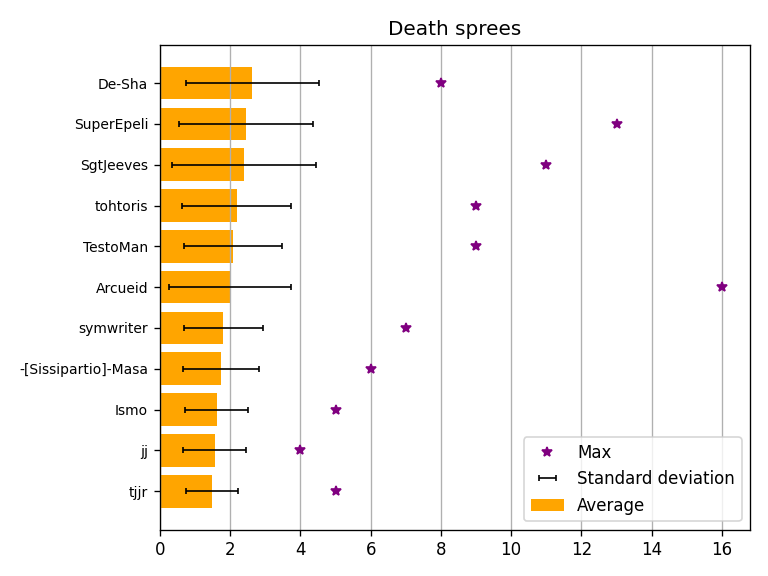 Death sprees
De-Sha
SuperEpeli
SgtJeeves
tohtoris
TestoMan
Arcueid
symwriter
-[Sissipartio]-Masa
Ismo
jj
tjjr
Max
Standard deviation
Average
0 2 4 6 8 10 12 14 16